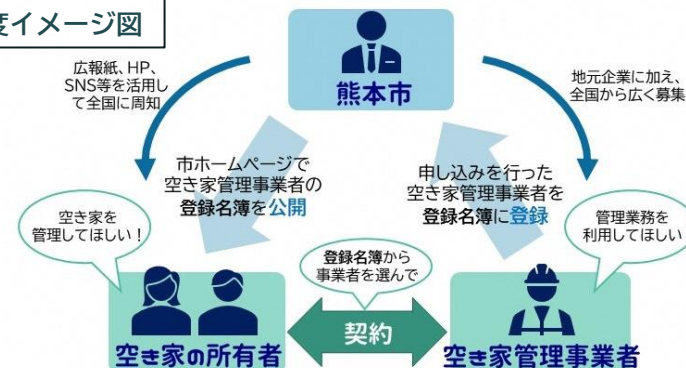 度イメージ図
広報紙、HP、
SNS等を活用し
て全国に周知
熊本市
地元企業に加え、
全国から広く募集
市ホームページで
空き家管理事業者の
登録名簿を公開
申し込みを行った
空き家管理事業者を
登録名簿に登録
空き家を
管理してほしい！
登録名簿から
事業者を選んで
管理業務を
利用してほしい
契約
空き家の所有者
空き家管理事業者